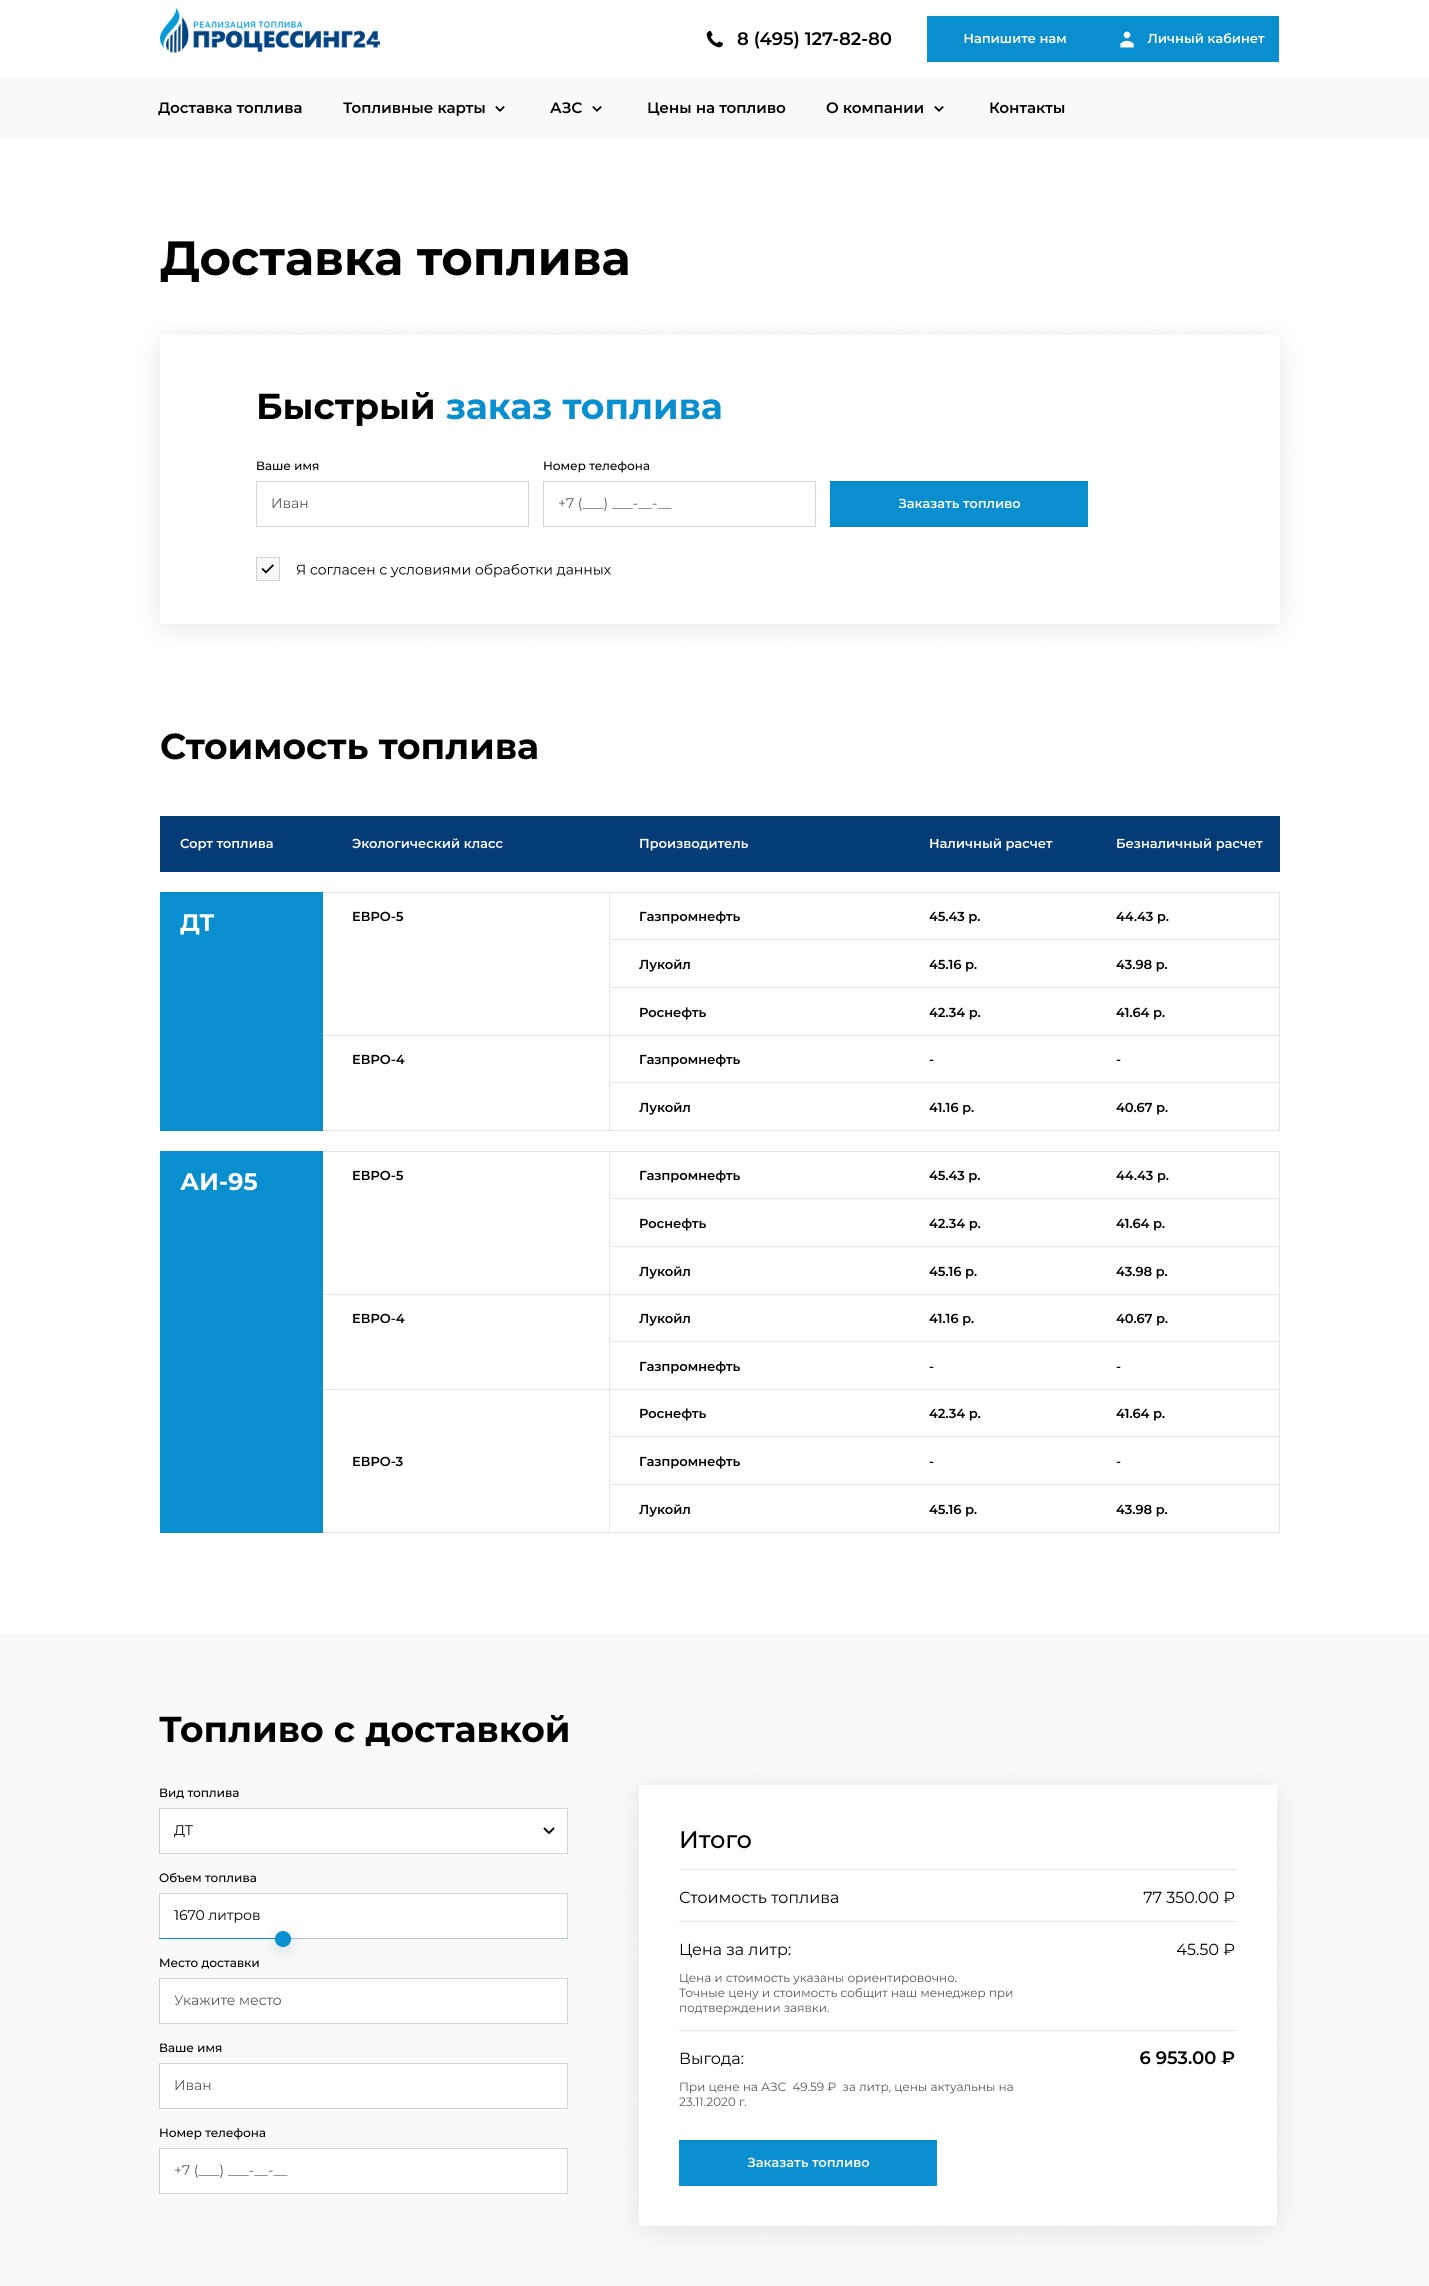 РЕАЛИЗАЦИЯ ТОПЛИВА
ПРОЦЕССИНГ24
8 (495) 127-82-80
Напишите нам
Личный кабинет
Доставка топлива
Топливные карты
АЗС
Цены на топливо
О компании
Контакты
Доставка топлива
Быстрый заказ топлива
Ваше имя
Номер телефона
Иван
+7 (___) ___-__-__
Заказать топливо
Я согласен с условиями обработки данных
Стоимость топлива
Сорт топлива Экологический класс Производитель Наличный расчет Безналичный расчет
ДТ ЕВРО-5 Газпромнефть 45.43 р. 44.43 р.
Лукойл 45.16 р. 43.98 р.
Роснефть 42.34 р. 41.64 р.
ЕВРО-4 Газпромнефть - -
Лукойл 41.16 р. 40.67 р.
АИ-95 ЕВРО-5 Газпромнефть 45.43 р. 44.43 р.
Роснефть 42.34 р. 41.64 р.
Лукойл 45.16 р. 43.98 р.
ЕВРО-4 Лукойл 41.16 р. 40.67 р.
Газпромнефть - -
Роснефть 42.34 р. 41.64 р.
ЕВРО-3 Газпромнефть - -
Лукойл 45.16 р. 43.98 р.
Топливо с доставкой
Вид топлива
ДТ
Объем топлива
1670 литров
Место доставки
Укажите место
Ваше имя
Иван
Номер телефона
+7 (___) ___-__-__
Итого
Стоимость топлива 77 350.00 ₽
Цена за литр: 45.50 ₽
Цена и стоимость указаны ориентировочно.
Точные цену и стоимость собщит наш менеджер при
подтверждении заявки.
Выгода: 6 953.00 ₽
При цене на АЗС 49.59 ₽ за литр, цены актуальны на
23.11.2020 г.
Заказать топливо